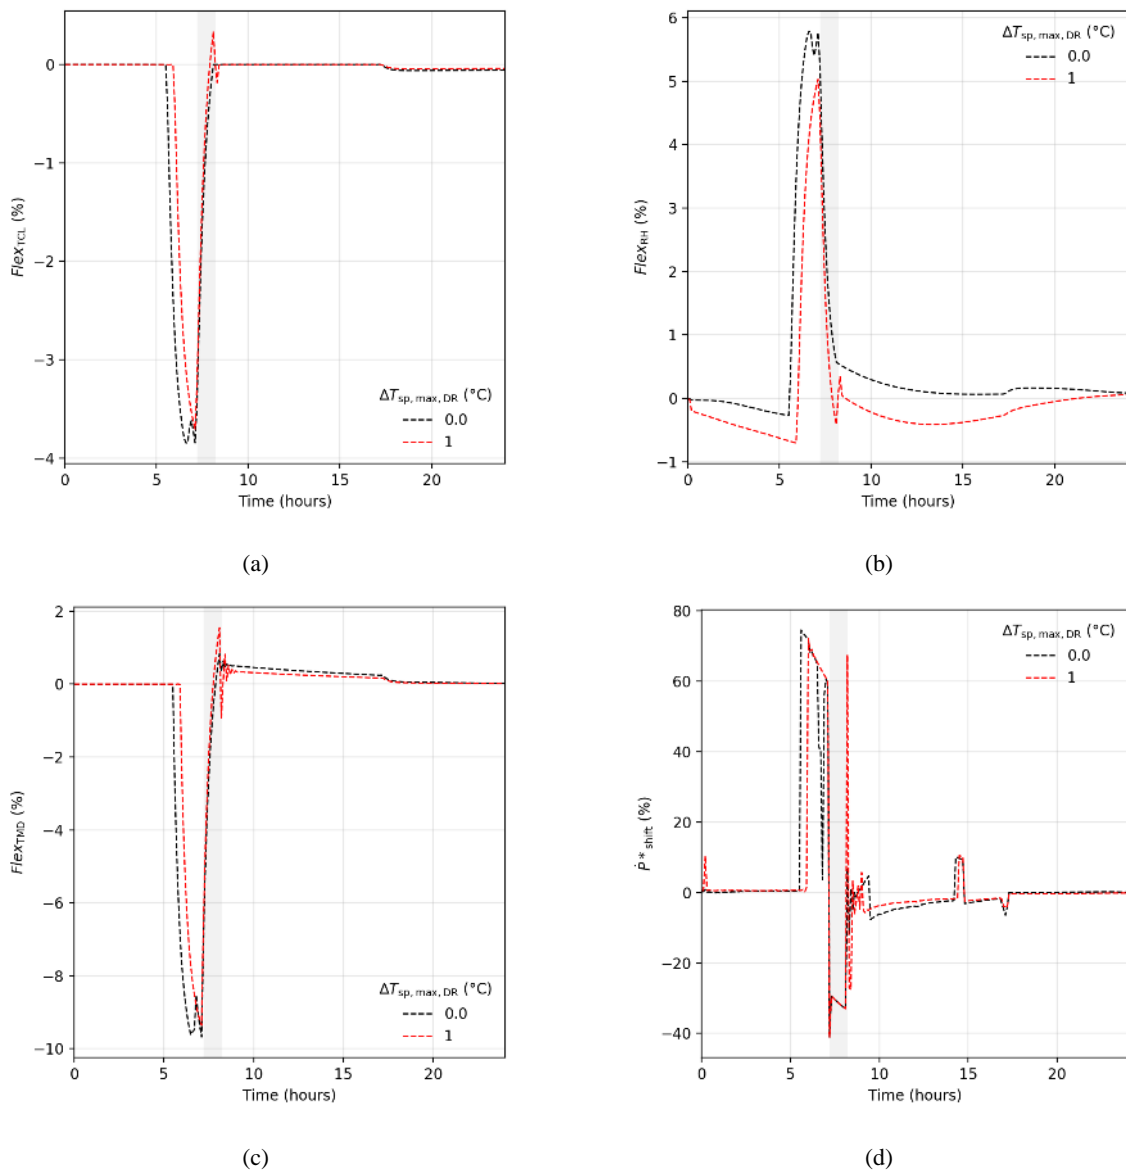 0
−1
−2
−3
−4
Flex_TCL (%)
ΔT_sp, max, DR (°C)
0.0
1
0 5 10 15 20
Time (hours)
(a)
6
5
4
3
2
1
0
−1
Flex_RH (%)
ΔT_sp, max, DR (°C)
0.0
1
0 5 10 15 20
Time (hours)
(b)
2
0
−2
−4
−6
−8
−10
Flex_TMD (%)
ΔT_sp, max, DR (°C)
0.0
1
0 5 10 15 20
Time (hours)
(c)
80
60
40
20
0
−20
−40
Ṗ*_shift (%)
ΔT_sp, max, DR (°C)
0.0
1
0 5 10 15 20
Time (hours)
(d)